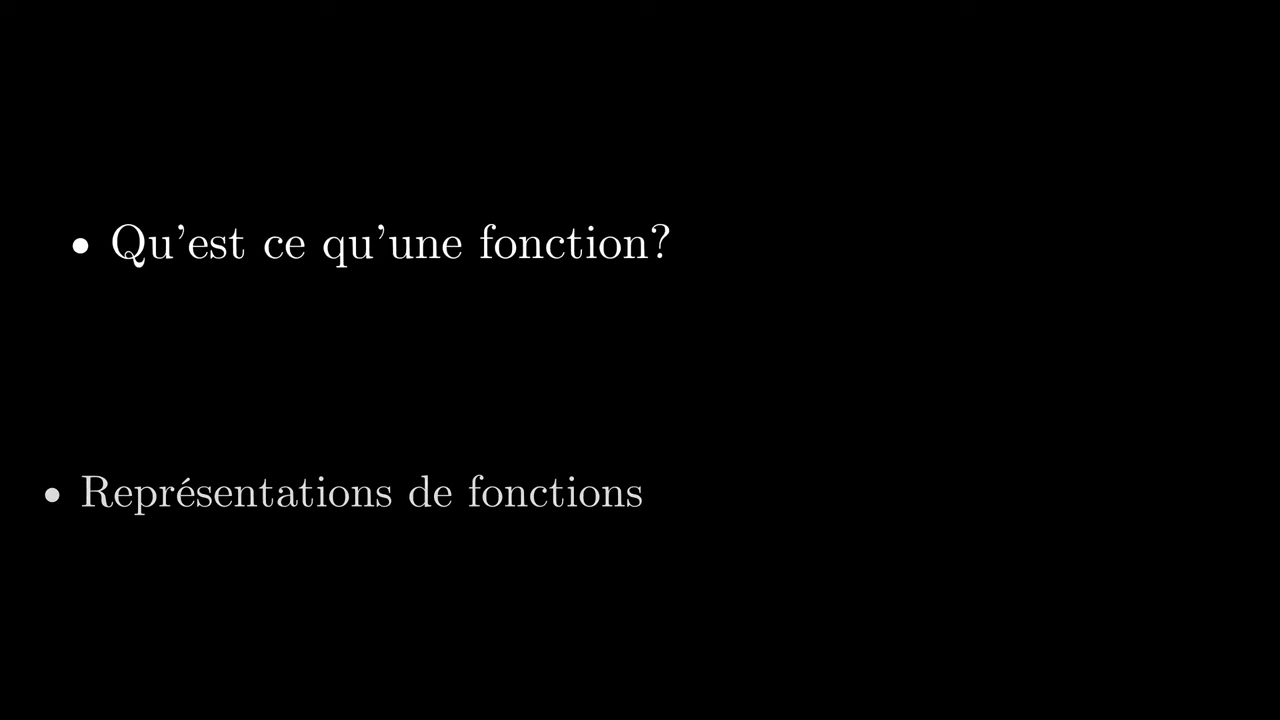 • Qu'est ce qu'une fonction?
• Représentations de fonctions